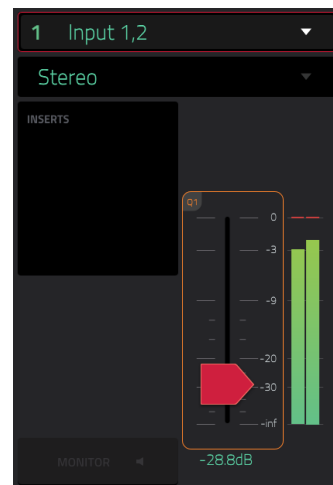 1 Input 1,2
Stereo
INSERTS
Q1
0
-3
-9
-20
-30
-inf
MONITOR
-28.8dB